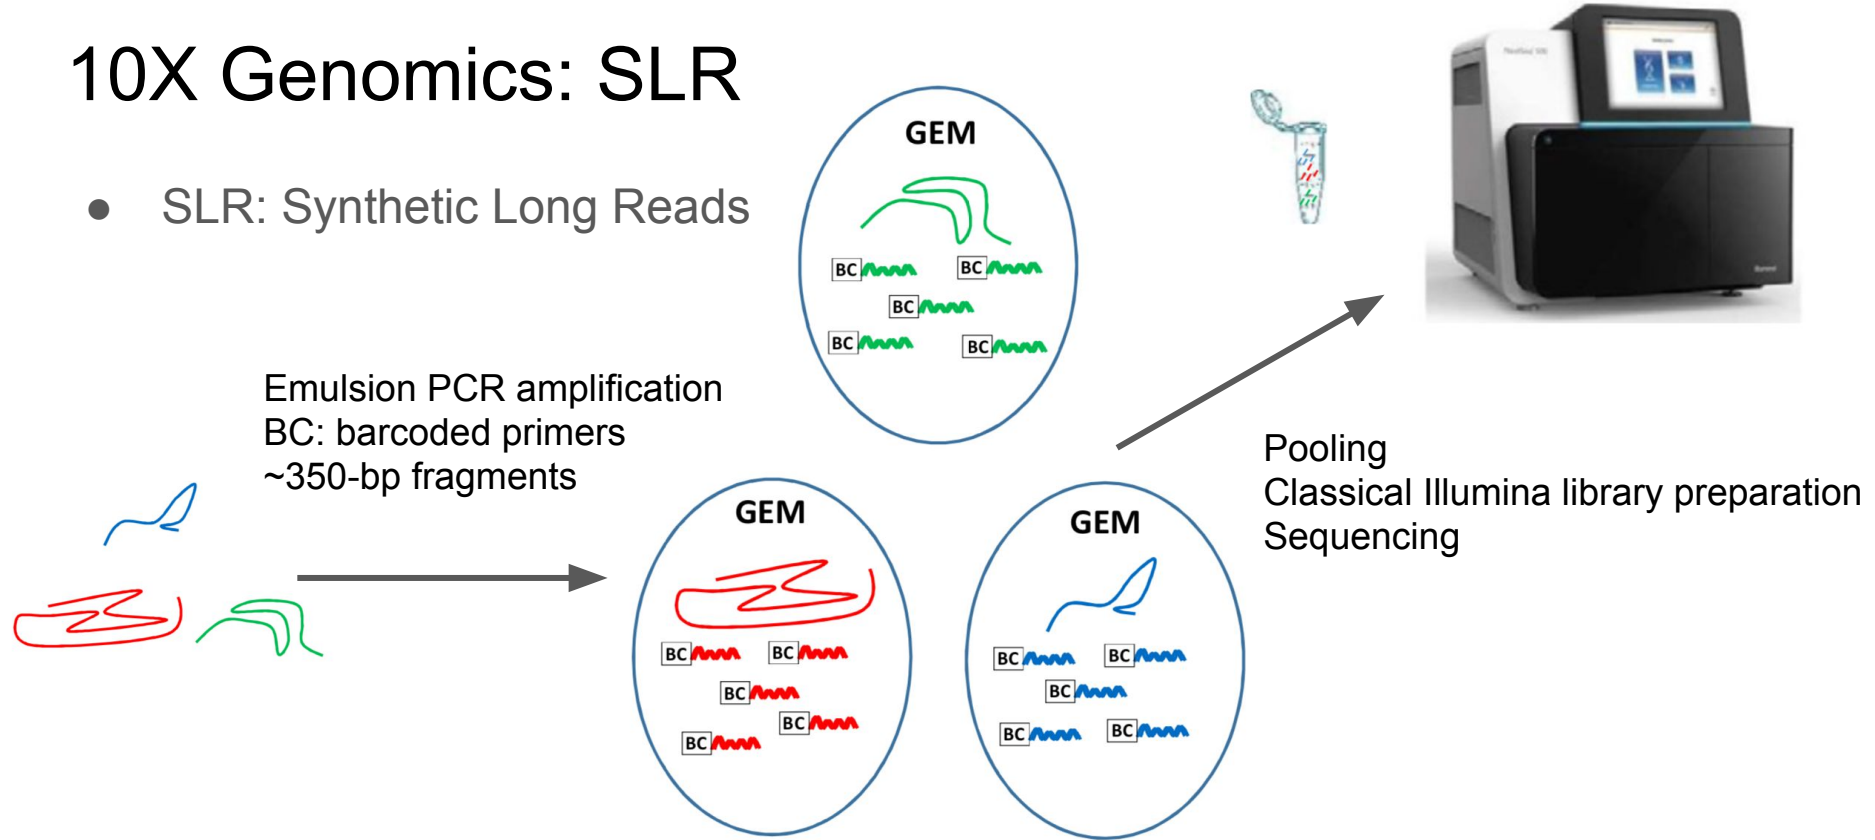 10X Genomics: SLR
● SLR: Synthetic Long Reads
GEM
BC BC
BC
BC BC
Emulsion PCR amplification
BC: barcoded primers
~350-bp fragments
GEM
BC BC
BC
BC
BC
GEM
BC BC
BC
BC BC
Pooling
Classical Illumina library preparation
Sequencing